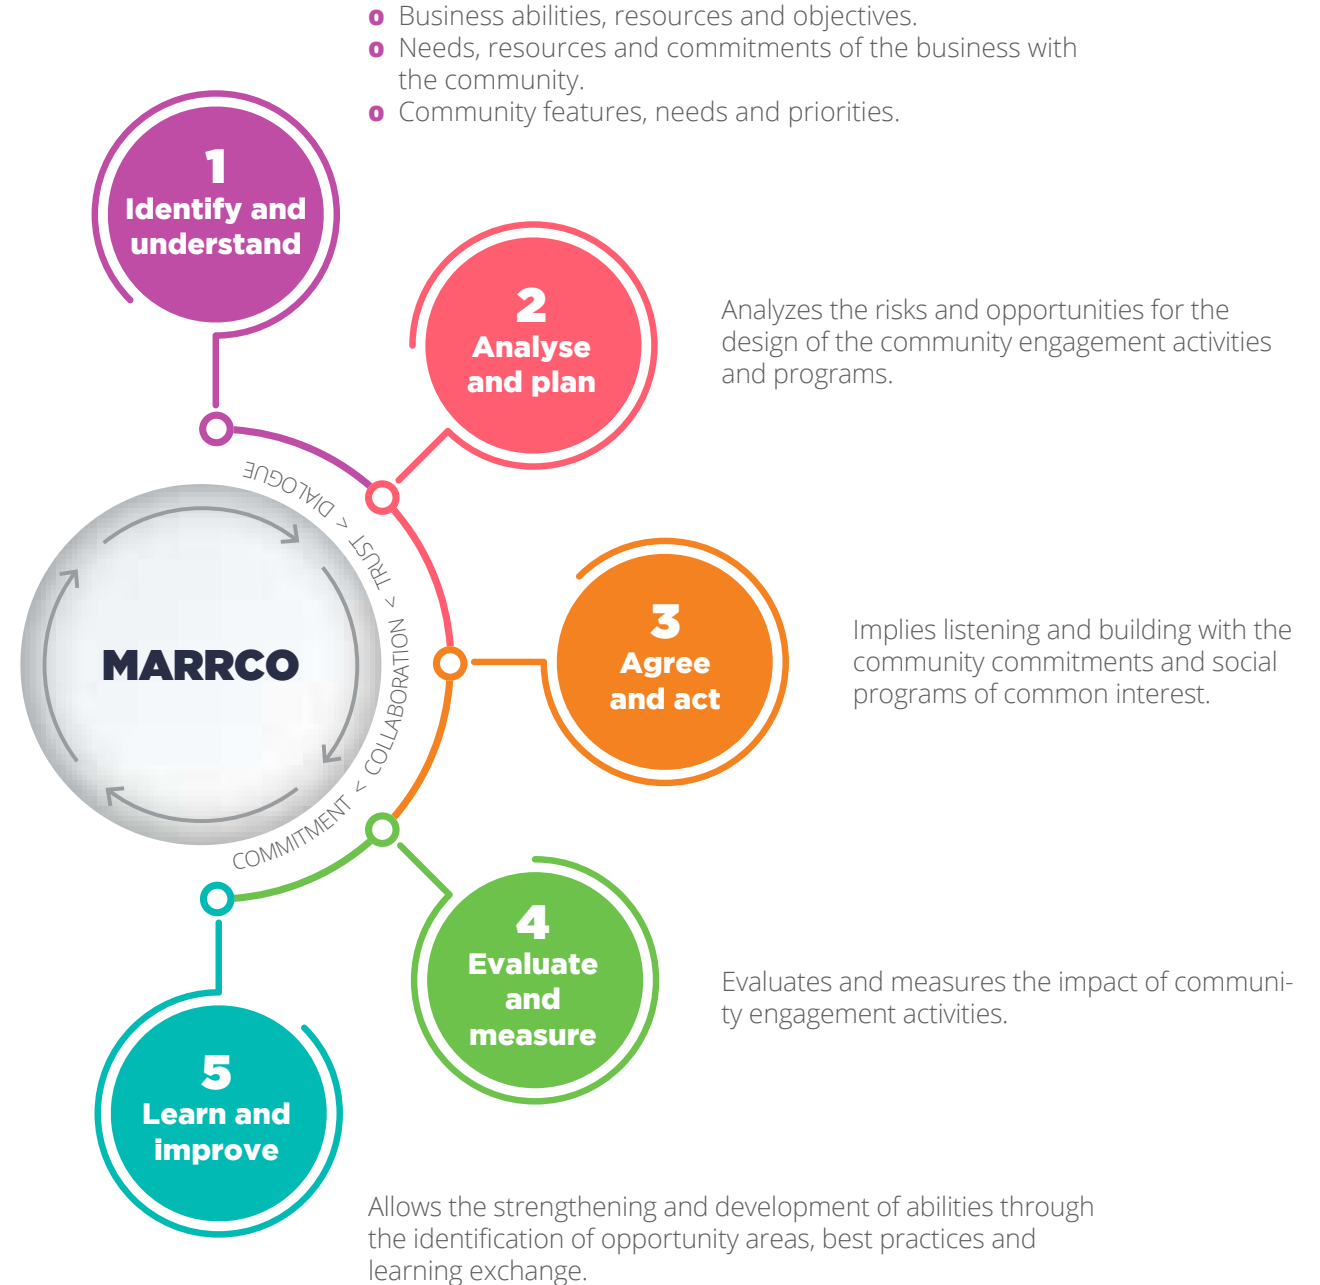 o Business abilities, resources and objectives.
o Needs, resources and commitments of the business with
the community.
o Community features, needs and priorities.
1
Identify and
understand
2
Analyse
and plan
Analyzes the risks and opportunities for the
design of the community engagement activities
and programs.
COMMITMENT < COLLABORATION < TRUST < DIALOGUE
MARRCO
3
Agree
and act
Implies listening and building with the
community commitments and social
programs of common interest.
4
Evaluate
and
measure
Evaluates and measures the impact of communi-
ty engagement activities.
5
Learn and
improve
Allows the strengthening and development of abilities through
the identification of opportunity areas, best practices and
learning exchange.